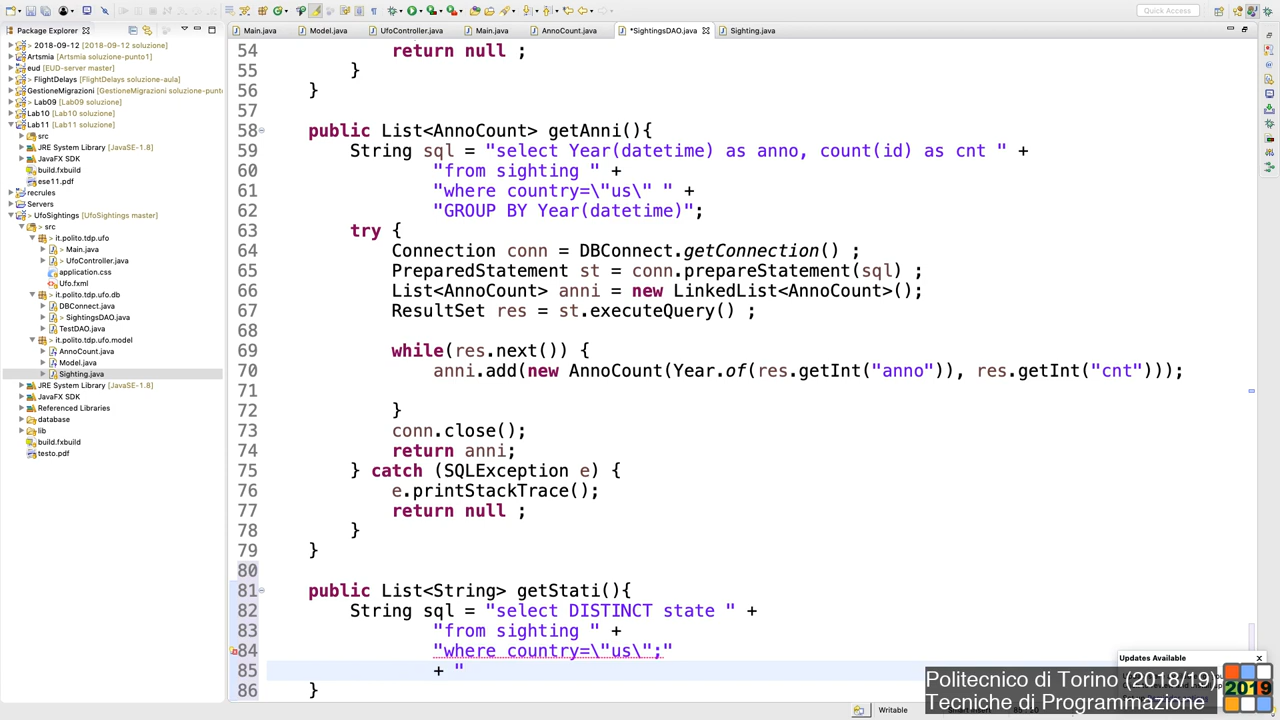 Quick Access
Package Explorer
Main.java
Model.java
UfoController.java
Main.java
AnnoCount.java
*SightingsDAO.java
Sighting.java
> 2018-09-12 [2018-09-12 soluzione]
Artsmia [Artsmia soluzione-punto1]
eud [EUD-server master]
> FlightDelays [FlightDelays soluzione-aula]
GestioneMigrazioni [GestioneMigrazioni soluzione-punto
> Lab09 [Lab09 soluzione]
Lab10 [Lab10 soluzione]
Lab11 [Lab11 soluzione]
src
JRE System Library [JavaSE-1.8]
JavaFX SDK
build.fxbuild
ese11.pdf
recrules
Servers
> UfoSightings [UfoSightings master]
> src
> it.polito.tdp.ufo
> Main.java
> UfoController.java
application.css
Ufo.fxml
> it.polito.tdp.ufo.db
DBConnect.java
> SightingsDAO.java
TestDAO.java
> it.polito.tdp.ufo.model
AnnoCount.java
Model.java
Sighting.java
JRE System Library [JavaSE-1.8]
JavaFX SDK
Referenced Libraries
database
lib
build.fxbuild
testo.pdf
54 return null ;
55 }
56 }
57
58 public List<AnnoCount> getAnni(){
59 String sql = "select Year(datetime) as anno, count(id) as cnt " +
60 "from sighting " +
61 "where country=\"us\" " +
62 "GROUP BY Year(datetime)";
63 try {
64 Connection conn = DBConnect.getConnection() ;
65 PreparedStatement st = conn.prepareStatement(sql) ;
66 List<AnnoCount> anni = new LinkedList<AnnoCount>();
67 ResultSet res = st.executeQuery() ;
68
69 while(res.next()) {
70 anni.add(new AnnoCount(Year.of(res.getInt("anno")), res.getInt("cnt")));
71
72 }
73 conn.close();
74 return anni;
75 } catch (SQLException e) {
76 e.printStackTrace();
77 return null ;
78 }
79 }
80
81 public List<String> getStati(){
82 String sql = "select DISTINCT state " +
83 "from sighting " +
84 "where country=\"us\";"
85 + "
86 }
Updates Available
Politecnico di Torino (2018/19)
Tecniche di Programmazione
2019
Writable